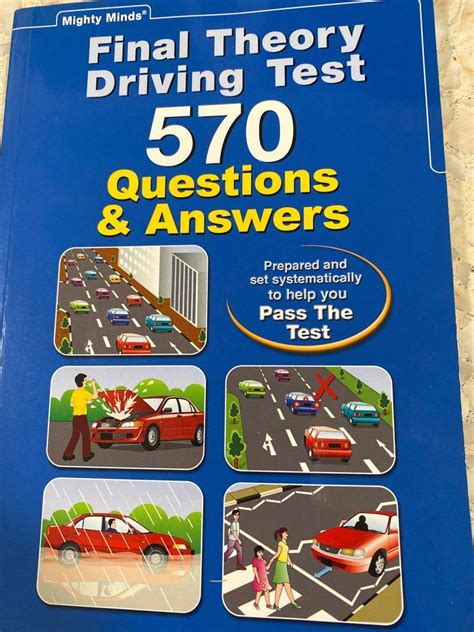 Mighty Minds®
Final Theory
Driving Test
570
Questions
& Answers
Prepared and
set systematically
to help you
Pass The
Test